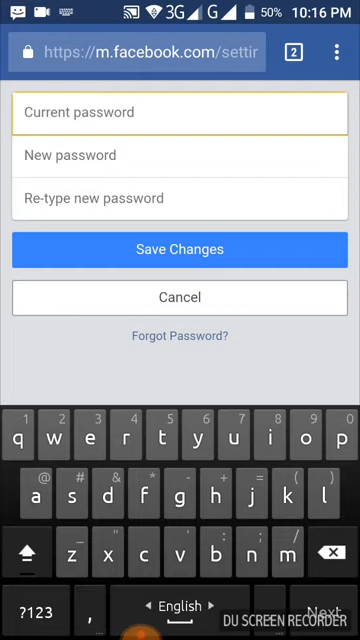 3G G 50% 10:16 PM
https://m.facebook.com/settir 2
Current password
New password
Re-type new password
Save Changes
Cancel
Forgot Password?
1 2 3 4 5 6 7 8 9 0
q w e r t y u i o p
@ # & * - + = ( )
a s d f g h j k l
_ " ' : ; /
z x c v b n m
?123 , English Next
DU SCREEN RECORDER